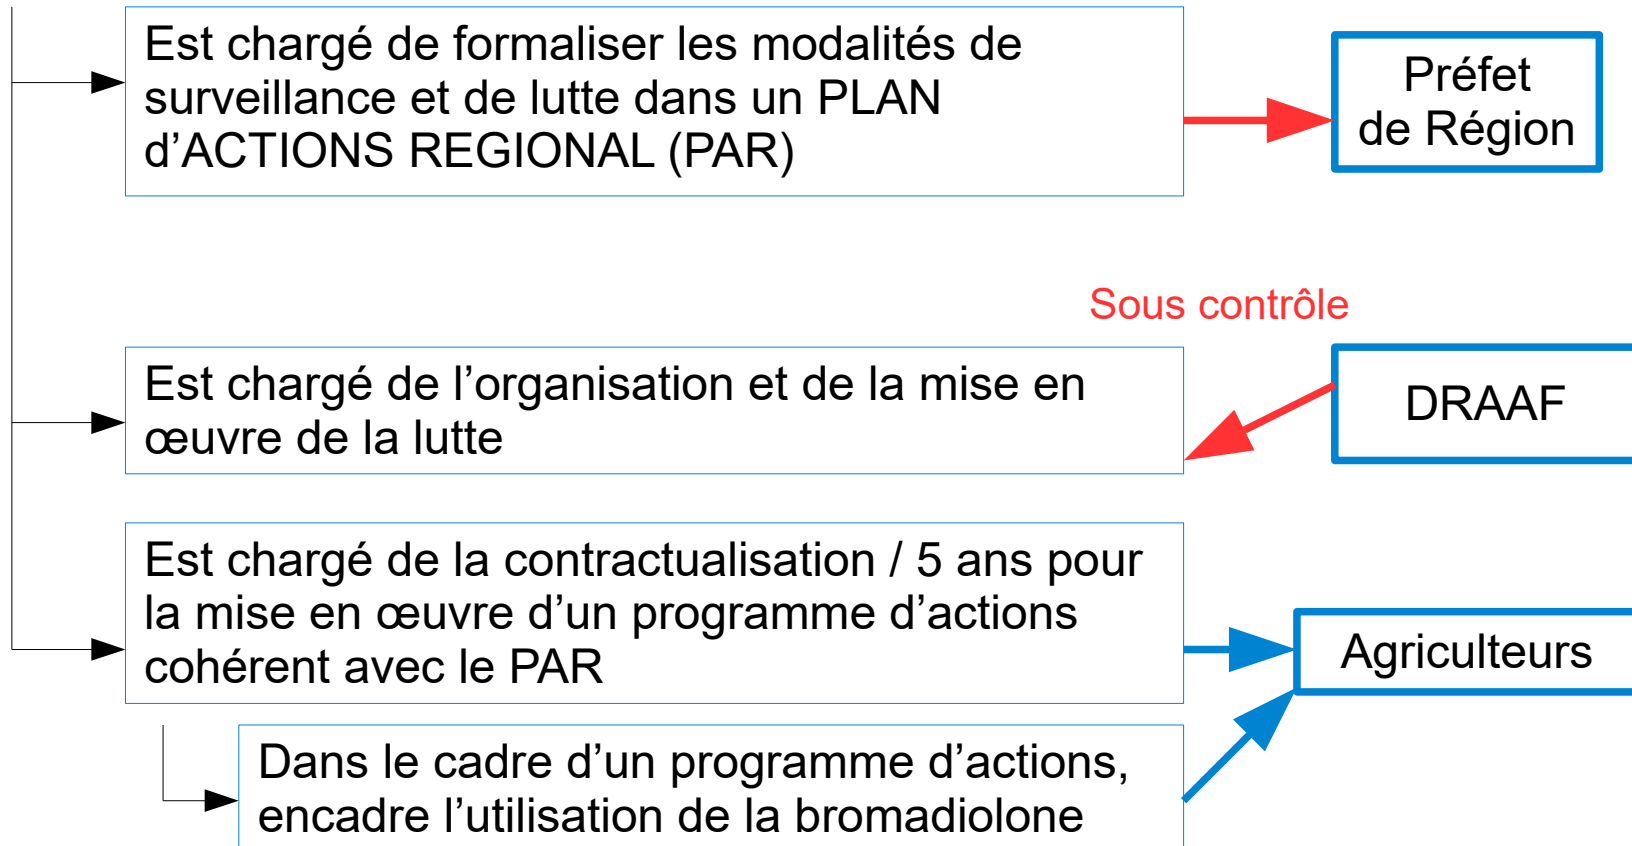 Est chargé de formaliser les modalités de
surveillance et de lutte dans un PLAN
d’ACTIONS REGIONAL (PAR)
Préfet
de Région
Sous contrôle
Est chargé de l’organisation et de la mise en
œuvre de la lutte
DRAAF
Est chargé de la contractualisation / 5 ans pour
la mise en œuvre d’un programme d’actions
cohérent avec le PAR
Agriculteurs
Dans le cadre d’un programme d’actions,
encadre l’utilisation de la bromadiolone